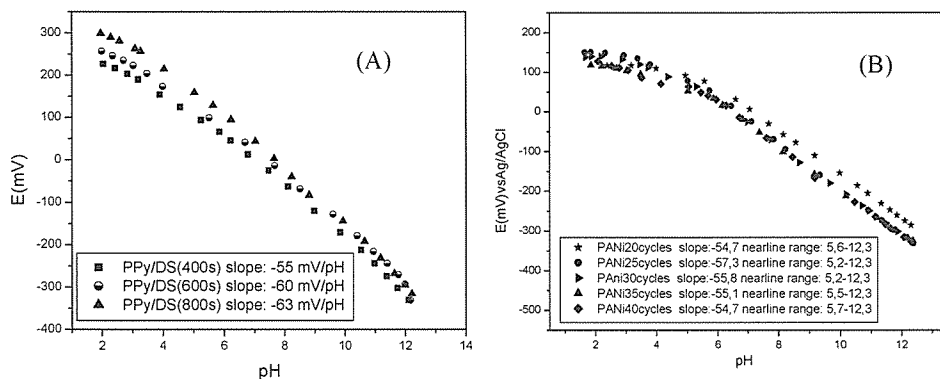 (A)
E(mV)
300
200
100
0
-100
-200
-300
-400
PPy/DS(400s) slope: -55 mV/pH
PPy/DS(600s) slope: -60 mV/pH
PPy/DS(800s) slope: -63 mV/pH
0 2 4 6 8 10 12 14
pH
(B)
E(mV)vsAg/AgCl
200
100
0
-100
-200
-300
-400
-500
PANi20cycles slope:-54,7 nearline range: 5,6-12,3
PANi25cycles slope:-57,3 nearline range: 5,2-12,3
PAni30cycles slope:-55,8 nearline range: 5,2-12,3
PANi35cycles slope:-55,1 nearline range: 5,5-12,3
PANi40cycles slope:-54,7 nearline range: 5,7-12,3
2 4 6 8 10 12
pH